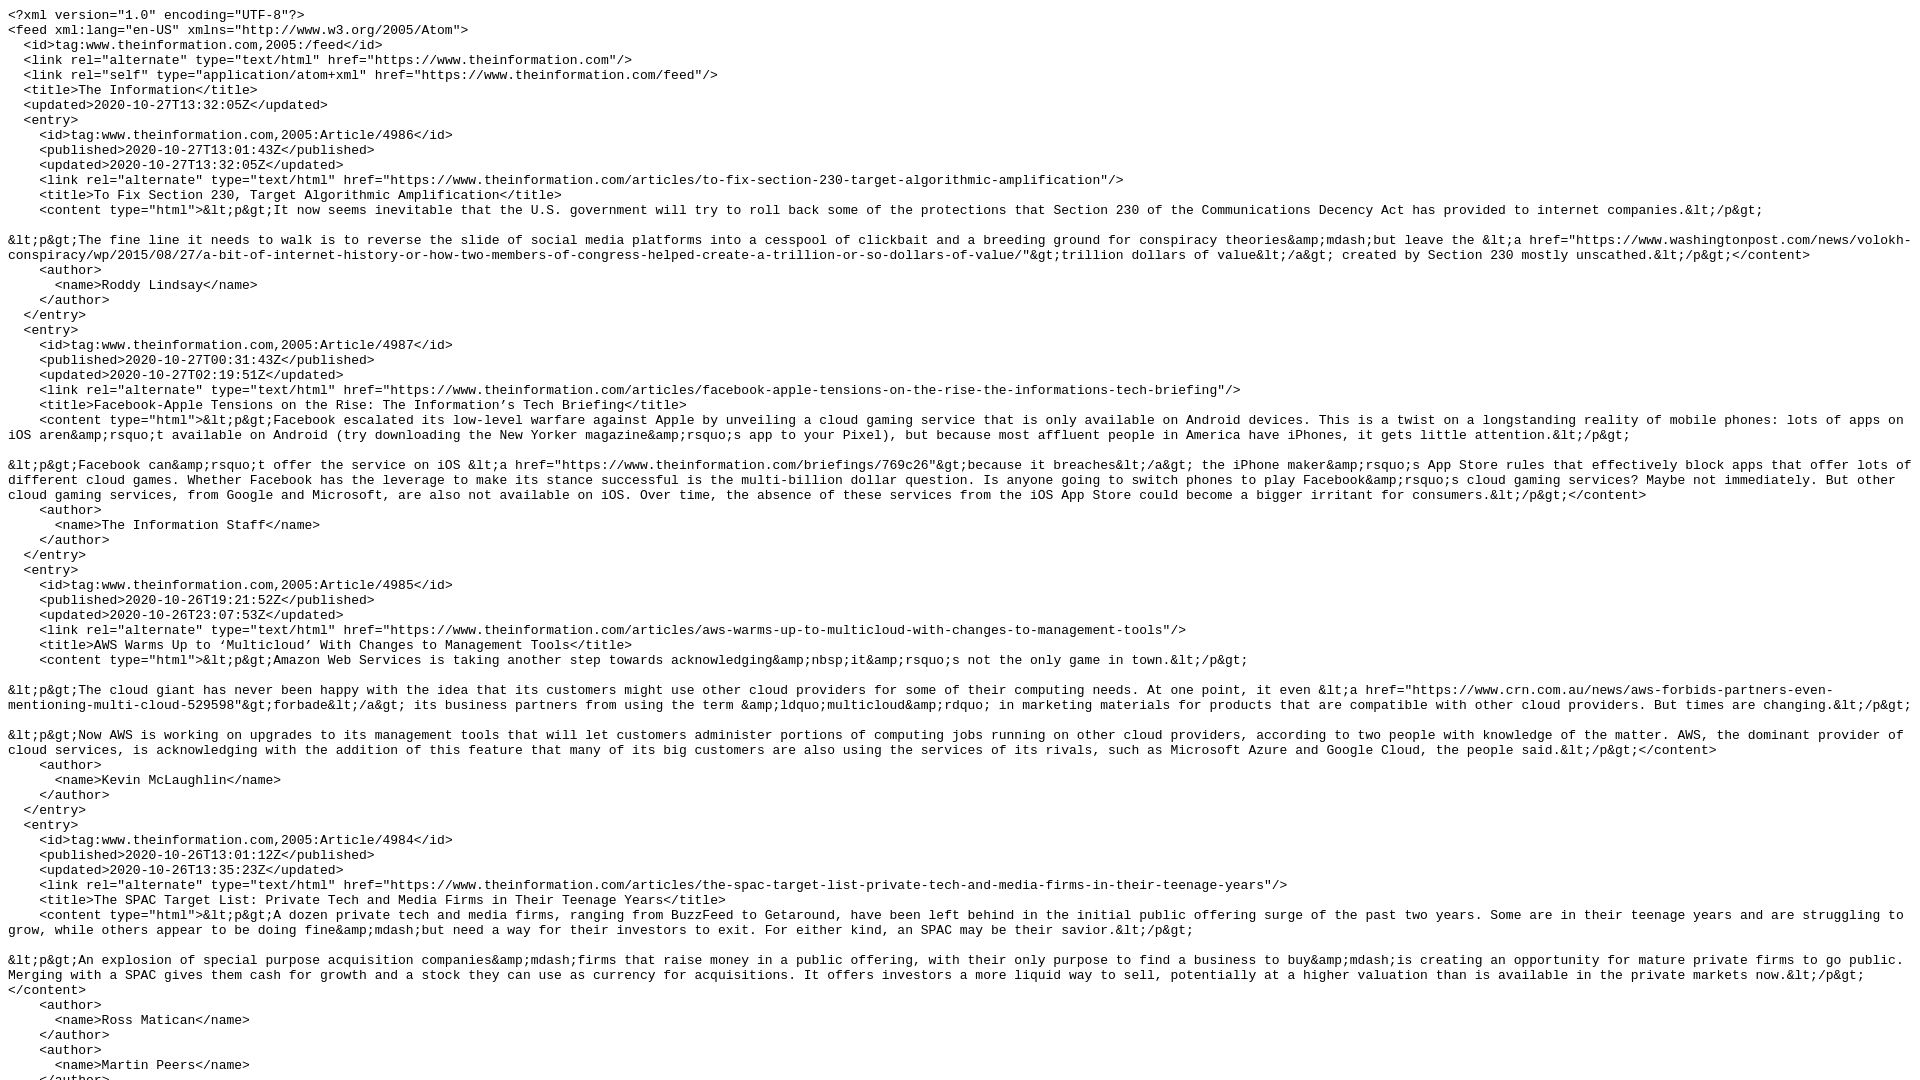 <?xml version="1.0" encoding="UTF-8"?>
<feed xml:lang="en-US" xmlns="http://www.w3.org/2005/Atom">
  <id>tag:www.theinformation.com,2005:/feed</id>
  <link rel="alternate" type="text/html" href="https://www.theinformation.com"/>
  <link rel="self" type="application/atom+xml" href="https://www.theinformation.com/feed"/>
  <title>The Information</title>
  <updated>2020-10-27T13:32:05Z</updated>
  <entry>
    <id>tag:www.theinformation.com,2005:Article/4986</id>
    <published>2020-10-27T13:01:43Z</published>
    <updated>2020-10-27T13:32:05Z</updated>
    <link rel="alternate" type="text/html" href="https://www.theinformation.com/articles/to-fix-section-230-target-algorithmic-amplification"/>
    <title>To Fix Section 230, Target Algorithmic Amplification</title>
    <content type="html">&lt;p&gt;It now seems inevitable that the U.S. government will try to roll back some of the protections that Section 230 of the Communications Decency Act has provided to internet companies.&lt;/p&gt;

&lt;p&gt;The fine line it needs to walk is to reverse the slide of social media platforms into a cesspool of clickbait and a breeding ground for conspiracy theories&amp;mdash;but leave the &lt;a href="https://www.washingtonpost.com/news/volokh-
conspiracy/wp/2015/08/27/a-bit-of-internet-history-or-how-two-members-of-congress-helped-create-a-trillion-or-so-dollars-of-value/"&gt;trillion dollars of value&lt;/a&gt; created by Section 230 mostly unscathed.&lt;/p&gt;</content>
    <author>
      <name>Roddy Lindsay</name>
    </author>
  </entry>
  <entry>
    <id>tag:www.theinformation.com,2005:Article/4987</id>
    <published>2020-10-27T00:31:43Z</published>
    <updated>2020-10-27T02:19:51Z</updated>
    <link rel="alternate" type="text/html" href="https://www.theinformation.com/articles/facebook-apple-tensions-on-the-rise-the-informations-tech-briefing"/>
    <title>Facebook-Apple Tensions on the Rise: The Information’s Tech Briefing</title>
    <content type="html">&lt;p&gt;Facebook escalated its low-level warfare against Apple by unveiling a cloud gaming service that is only available on Android devices. This is a twist on a longstanding reality of mobile phones: lots of apps on
iOS aren&amp;rsquo;t available on Android (try downloading the New Yorker magazine&amp;rsquo;s app to your Pixel), but because most affluent people in America have iPhones, it gets little attention.&lt;/p&gt;

&lt;p&gt;Facebook can&amp;rsquo;t offer the service on iOS &lt;a href="https://www.theinformation.com/briefings/769c26"&gt;because it breaches&lt;/a&gt; the iPhone maker&amp;rsquo;s App Store rules that effectively block apps that offer lots of
different cloud games. Whether Facebook has the leverage to make its stance successful is the multi-billion dollar question. Is anyone going to switch phones to play Facebook&amp;rsquo;s cloud gaming services? Maybe not immediately. But other
cloud gaming services, from Google and Microsoft, are also not available on iOS. Over time, the absence of these services from the iOS App Store could become a bigger irritant for consumers.&lt;/p&gt;</content>
    <author>
      <name>The Information Staff</name>
    </author>
  </entry>
  <entry>
    <id>tag:www.theinformation.com,2005:Article/4985</id>
    <published>2020-10-26T19:21:52Z</published>
    <updated>2020-10-26T23:07:53Z</updated>
    <link rel="alternate" type="text/html" href="https://www.theinformation.com/articles/aws-warms-up-to-multicloud-with-changes-to-management-tools"/>
    <title>AWS Warms Up to ‘Multicloud’ With Changes to Management Tools</title>
    <content type="html">&lt;p&gt;Amazon Web Services is taking another step towards acknowledging&amp;nbsp;it&amp;rsquo;s not the only game in town.&lt;/p&gt;

&lt;p&gt;The cloud giant has never been happy with the idea that its customers might use other cloud providers for some of their computing needs. At one point, it even &lt;a href="https://www.crn.com.au/news/aws-forbids-partners-even-
mentioning-multi-cloud-529598"&gt;forbade&lt;/a&gt; its business partners from using the term &amp;ldquo;multicloud&amp;rdquo; in marketing materials for products that are compatible with other cloud providers. But times are changing.&lt;/p&gt;

&lt;p&gt;Now AWS is working on upgrades to its management tools that will let customers administer portions of computing jobs running on other cloud providers, according to two people with knowledge of the matter. AWS, the dominant provider of
cloud services, is acknowledging with the addition of this feature that many of its big customers are also using the services of its rivals, such as Microsoft Azure and Google Cloud, the people said.&lt;/p&gt;</content>
    <author>
      <name>Kevin McLaughlin</name>
    </author>
  </entry>
  <entry>
    <id>tag:www.theinformation.com,2005:Article/4984</id>
    <published>2020-10-26T13:01:12Z</published>
    <updated>2020-10-26T13:35:23Z</updated>
    <link rel="alternate" type="text/html" href="https://www.theinformation.com/articles/the-spac-target-list-private-tech-and-media-firms-in-their-teenage-years"/>
    <title>The SPAC Target List: Private Tech and Media Firms in Their Teenage Years</title>
    <content type="html">&lt;p&gt;A dozen private tech and media firms, ranging from BuzzFeed to Getaround, have been left behind in the initial public offering surge of the past two years. Some are in their teenage years and are struggling to
grow, while others appear to be doing fine&amp;mdash;but need a way for their investors to exit. For either kind, an SPAC may be their savior.&lt;/p&gt;

&lt;p&gt;An explosion of special purpose acquisition companies&amp;mdash;firms that raise money in a public offering, with their only purpose to find a business to buy&amp;mdash;is creating an opportunity for mature private firms to go public.
Merging with a SPAC gives them cash for growth and a stock they can use as currency for acquisitions. It offers investors a more liquid way to sell, potentially at a higher valuation than is available in the private markets now.&lt;/p&gt;
</content>
    <author>
      <name>Ross Matican</name>
    </author>
    <author>
      <name>Martin Peers</name>
    </author>